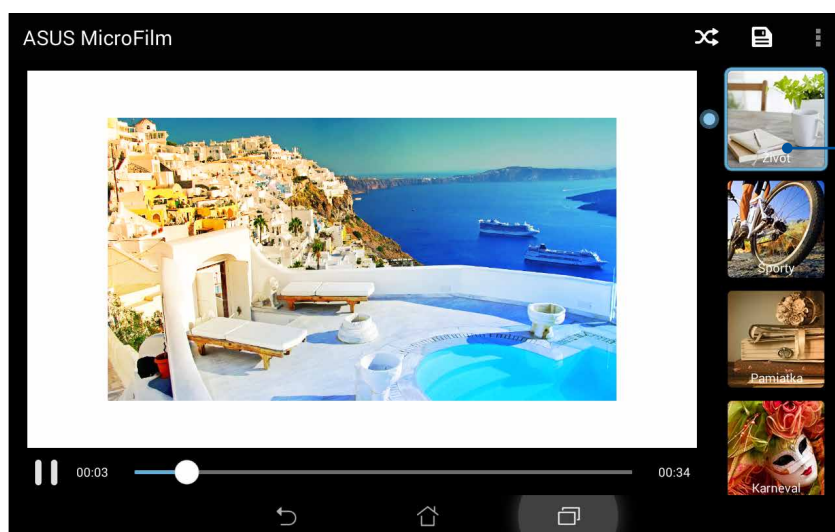 ASUS MicroFilm
Život
Športy
Pamiatka
Karneval
00:03
00:34